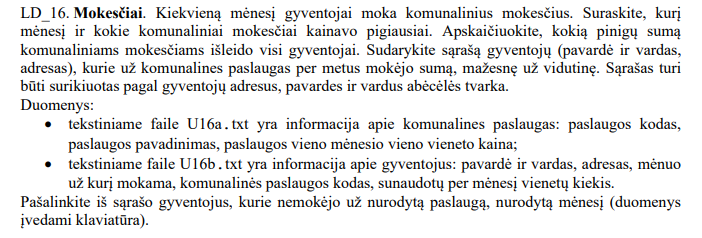 LD_16. Mokesčiai. Kiekvieną mėnesį gyventojai moka komunalinius mokesčius. Suraskite, kurį
mėnesį ir kokie komunaliniai mokesčiai kainavo pigiausiai. Apskaičiuokite, kokią pinigų sumą
komunaliniams mokesčiams išleido visi gyventojai. Sudarykite sąrašą gyventojų (pavardė ir vardas,
adresas), kurie už komunalines paslaugas per metus mokėjo sumą, mažesnę už vidutinę. Sąrašas turi
būti surikiuotas pagal gyventojų adresus, pavardes ir vardus abėcėlės tvarka.
Duomenys:
• tekstiniame faile U16a.txt yra informacija apie komunalines paslaugas: paslaugos kodas,
paslaugos pavadinimas, paslaugos vieno mėnesio vieno vieneto kaina;
• tekstiniame faile U16b.txt yra informacija apie gyventojus: pavardė ir vardas, adresas, mėnuo
už kurį mokama, komunalinės paslaugos kodas, sunaudotų per mėnesį vienetų kiekis.
Pašalinkite iš sąrašo gyventojus, kurie nemokėjo už nurodytą paslaugą, nurodytą mėnesį (duomenys
įvedami klaviatūra).